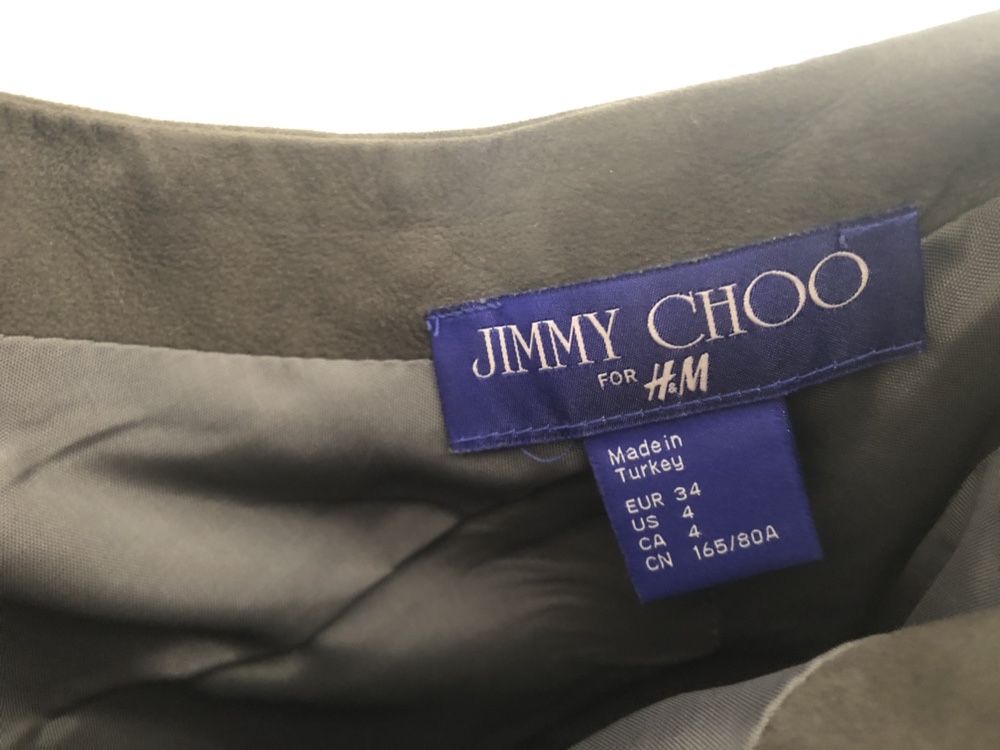 JIMMY CHOO
FOR H&M
Made in
Turkey
EUR 34
US 4
CA 4
CN 165/80A